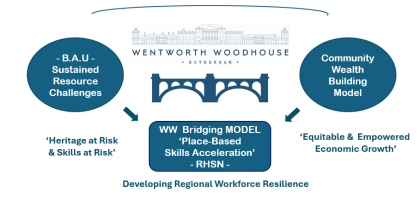 WENTWORTH WOODHOUSE
• ROTHERHAM •
- B.A.U -
Sustained
Resource
Challenges
Community
Wealth
Building
Model
'Heritage at Risk
& Skills at Risk'
WW Bridging MODEL
'Place-Based
Skills Acceleration'
- RHSN -
'Equitable & Empowered
Economic Growth'
Developing Regional Workforce Resilience